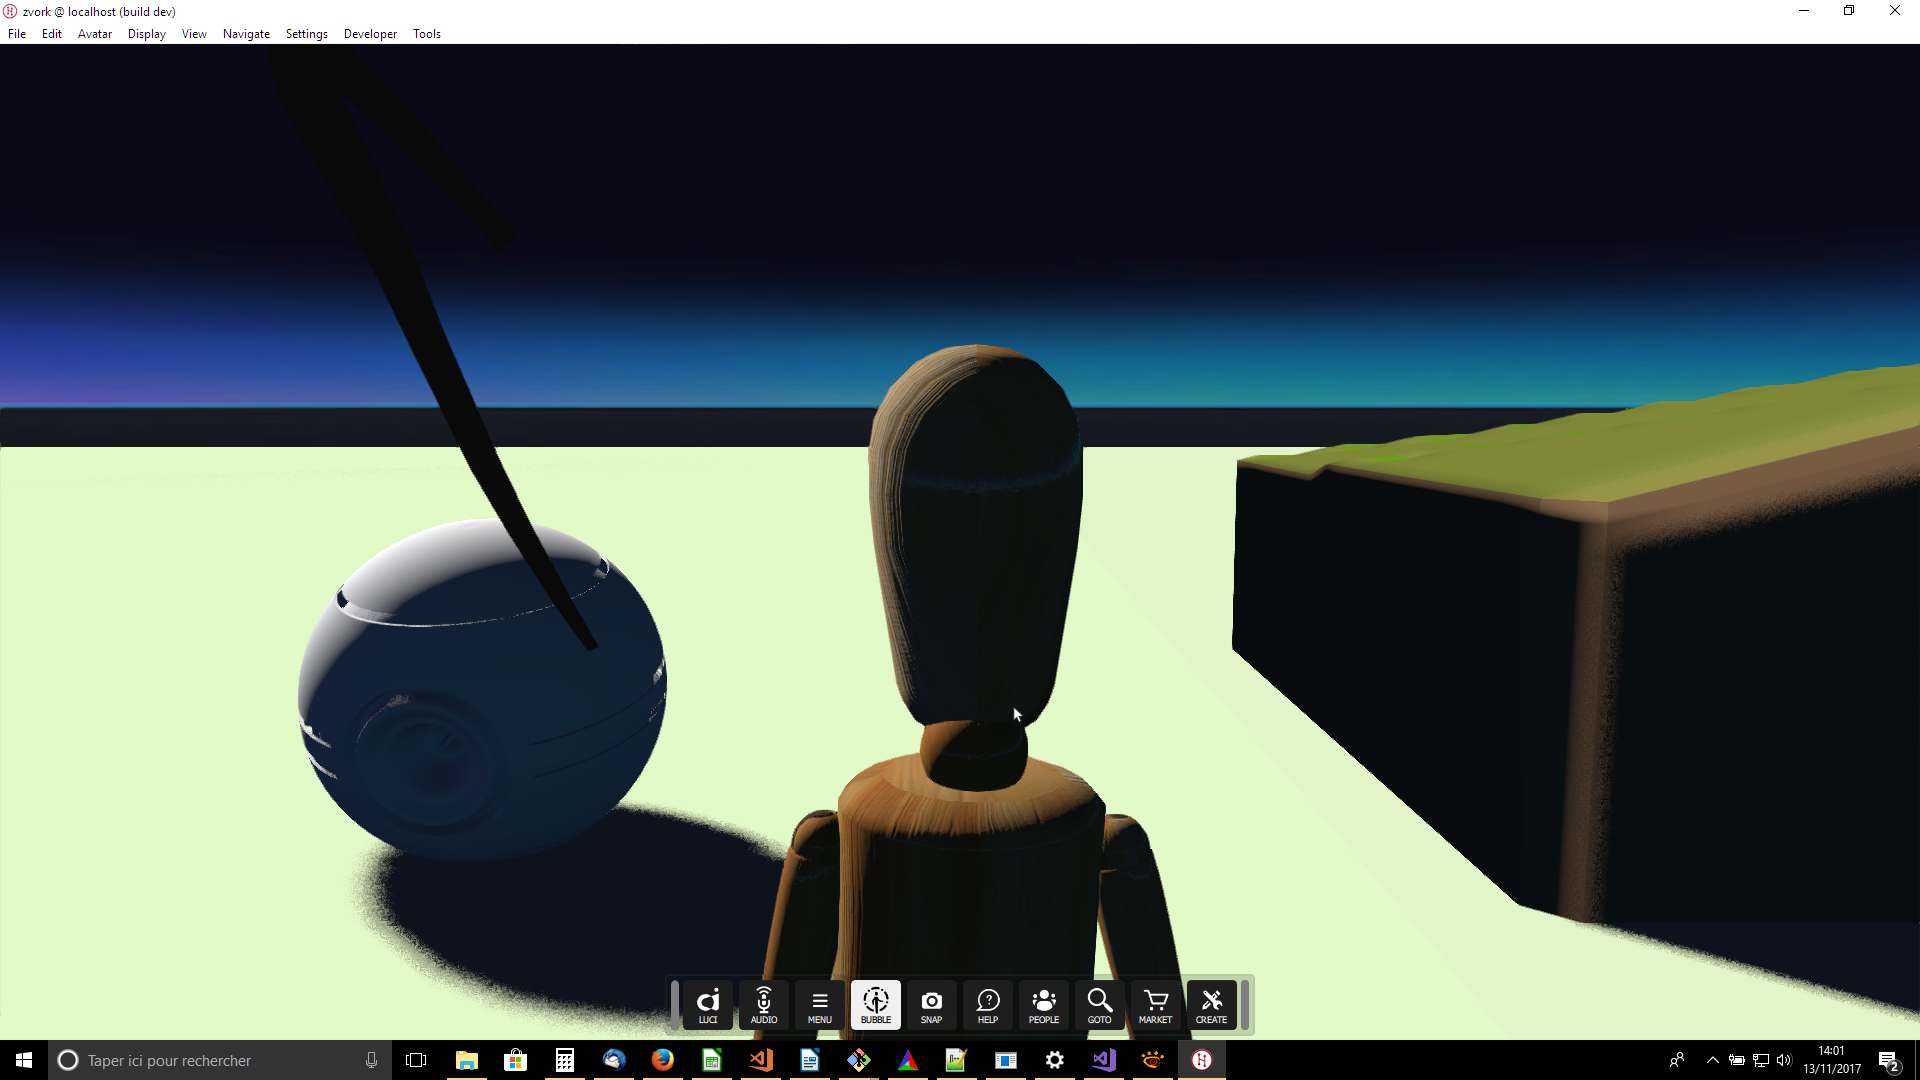 zvork @ localhost (build dev)
File Edit Avatar Display View Navigate Settings Developer Tools
LUCI AUDIO MENU BUBBLE SNAP HELP PEOPLE GOTO MARKET CREATE
Taper ici pour rechercher
14:01
13/11/2017
2